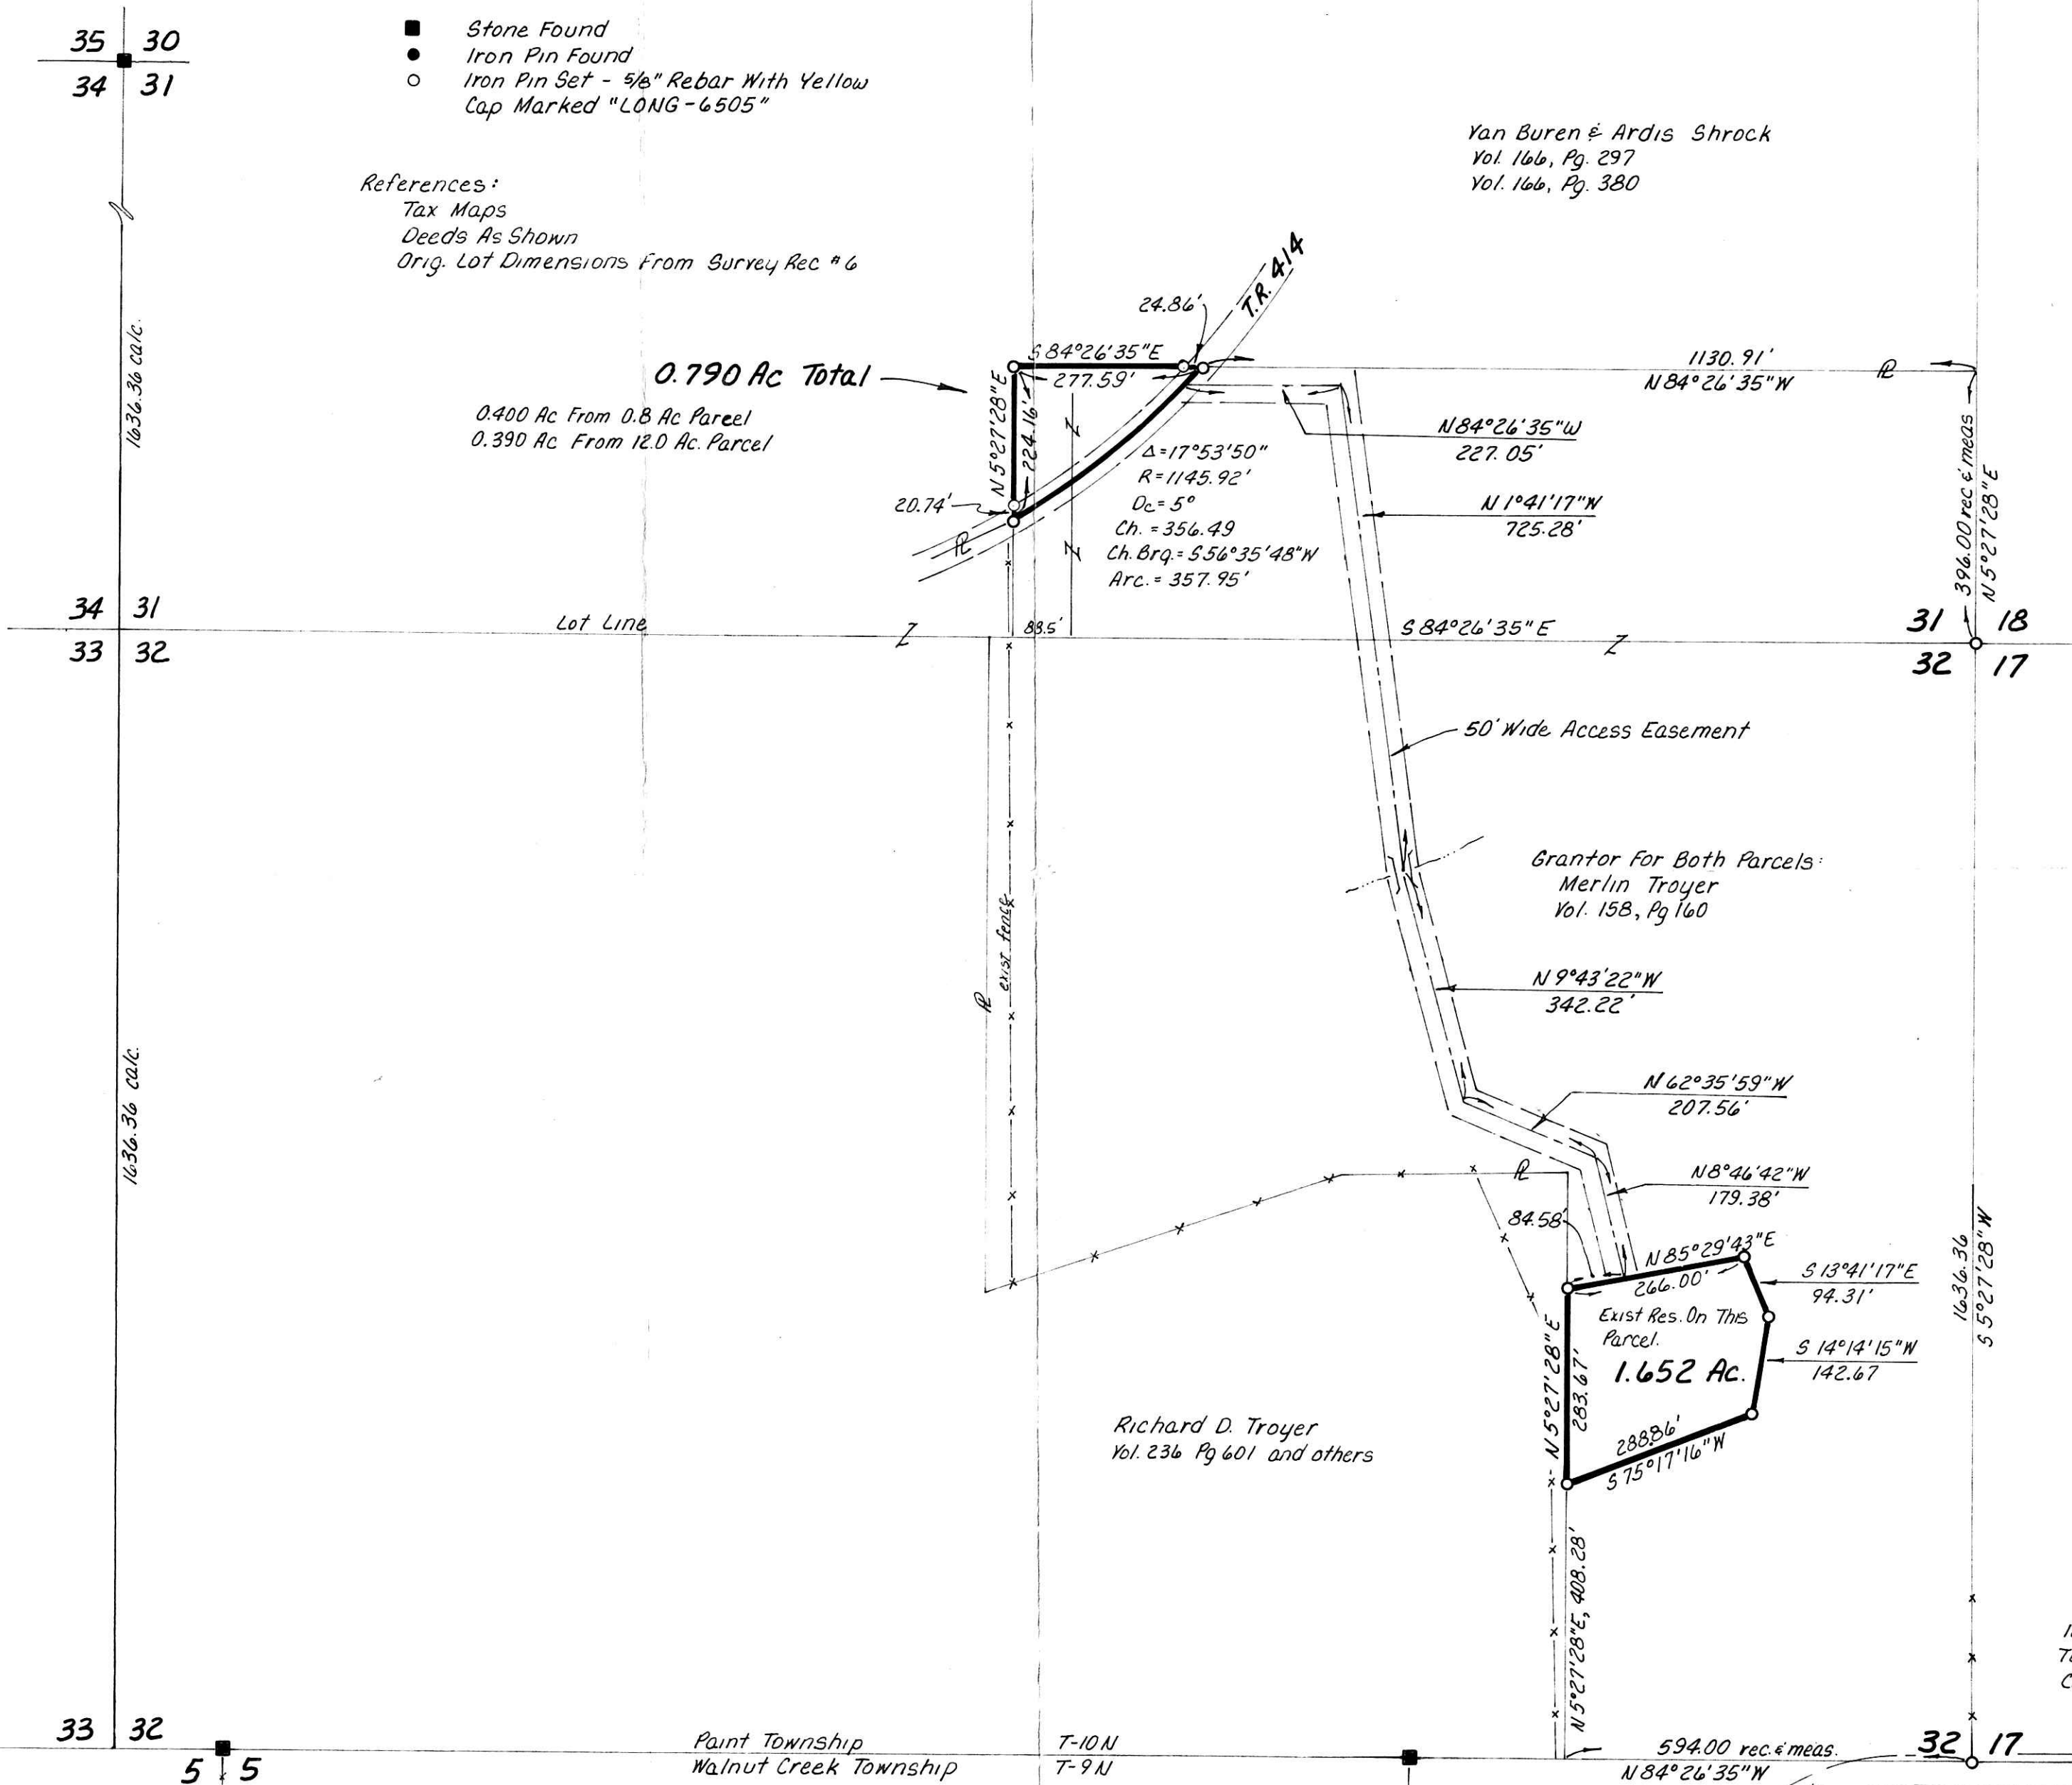 35 30
34 31
Stone Found
Iron Pin Found
Iron Pin Set - 5/8" Rebar With Yellow
Cap Marked "LONG-6505"
References:
Tax Maps
Deeds As Shown
Orig. Lot Dimensions From Survey Rec #6
Van Buren & Ardis Shrock
Vol. 166, Pg. 297
Vol. 166, Pg. 380
1636.36 calc.
T.R. 414
24.86'
S 84°26'35"E
277.59'
0.790 Ac Total
0.400 Ac From 0.8 Ac Parcel
0.390 Ac From 12.0 Ac. Parcel
N 5°27'28"E
224.16'
20.74'
PL
Δ=17°53'50"
R=1145.92'
Dc=5°
Ch.=356.49
Ch. Brg.=S56°35'48"W
Arc.=357.95'
1130.91'
N84°26'35"W
PL
N84°26'35"W
227.05'
N 1°41'17"W
725.28'
396.00 rec & meas
N 5°27'28"E
34 31
33 32
Lot Line
88.5'
S 84°26'35"E
31 18
32 17
50' Wide Access Easement
Grantor For Both Parcels:
Merlin Troyer
Vol. 158, Pg 160
exist fence
PL
N 9°43'22"W
342.22'
1636.36 calc.
N 62°35'59"W
207.56'
PL
N8°46'42"W
179.38'
84.58'
N 85°29'43"E
266.00'
S 13°41'17"E
94.31'
Exist Res. On This
Parcel.
1.652 Ac.
S 14°14'15"W
142.67
N 5°27'28"E
283.67'
288.86'
S 75°17'16"W
1636.36
S 5°27'28"W
Richard D. Troyer
Vol. 236 Pg 601 and others
N 5°27'28"E, 408.28'
33 32
5 5
Paint Township T-10N
Walnut Creek Township T-9N
594.00 rec. & meas.
N 84°26'35"W
32 17